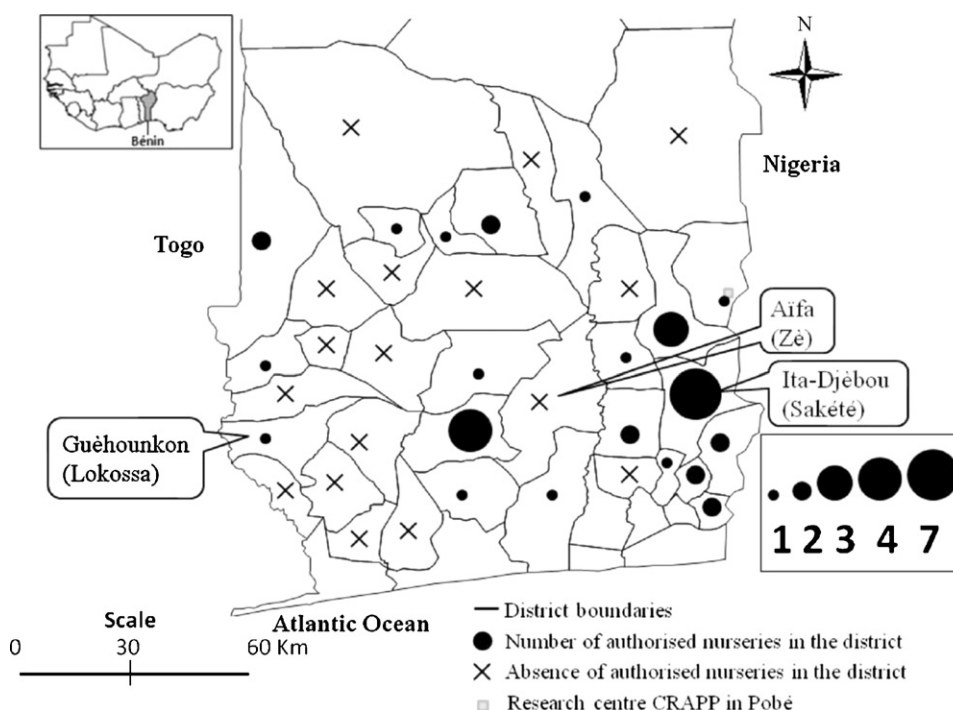 Bénin
N
Nigeria
Togo
Aïfa
(Zè)
Ita-Djèbou
(Sakété)
Guèhounkon
(Lokossa)
1 2 3 4 7
Atlantic Ocean
Scale
0 30 60 Km
District boundaries
Number of authorised nurseries in the district
Absence of authorised nurseries in the district
Research centre CRAPP in Pobé